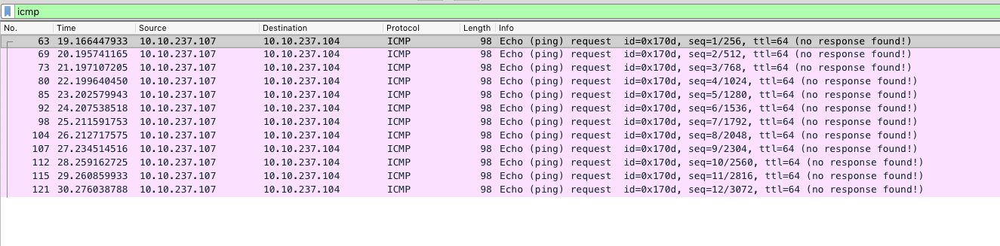 icmp
No. Time Source Destination Protocol Length Info
63 19.166447933 10.10.237.107 10.10.237.104 ICMP 98 Echo (ping) request id=0x170d, seq=1/256, ttl=64 (no response found!)
69 20.195741165 10.10.237.107 10.10.237.104 ICMP 98 Echo (ping) request id=0x170d, seq=2/512, ttl=64 (no response found!)
73 21.197107205 10.10.237.107 10.10.237.104 ICMP 98 Echo (ping) request id=0x170d, seq=3/768, ttl=64 (no response found!)
80 22.199640450 10.10.237.107 10.10.237.104 ICMP 98 Echo (ping) request id=0x170d, seq=4/1024, ttl=64 (no response found!)
85 23.202579943 10.10.237.107 10.10.237.104 ICMP 98 Echo (ping) request id=0x170d, seq=5/1280, ttl=64 (no response found!)
92 24.207538518 10.10.237.107 10.10.237.104 ICMP 98 Echo (ping) request id=0x170d, seq=6/1536, ttl=64 (no response found!)
98 25.211591753 10.10.237.107 10.10.237.104 ICMP 98 Echo (ping) request id=0x170d, seq=7/1792, ttl=64 (no response found!)
104 26.212717575 10.10.237.107 10.10.237.104 ICMP 98 Echo (ping) request id=0x170d, seq=8/2048, ttl=64 (no response found!)
107 27.234514516 10.10.237.107 10.10.237.104 ICMP 98 Echo (ping) request id=0x170d, seq=9/2304, ttl=64 (no response found!)
112 28.259162725 10.10.237.107 10.10.237.104 ICMP 98 Echo (ping) request id=0x170d, seq=10/2560, ttl=64 (no response found!)
115 29.260859933 10.10.237.107 10.10.237.104 ICMP 98 Echo (ping) request id=0x170d, seq=11/2816, ttl=64 (no response found!)
121 30.276038788 10.10.237.107 10.10.237.104 ICMP 98 Echo (ping) request id=0x170d, seq=12/3072, ttl=64 (no response found!)